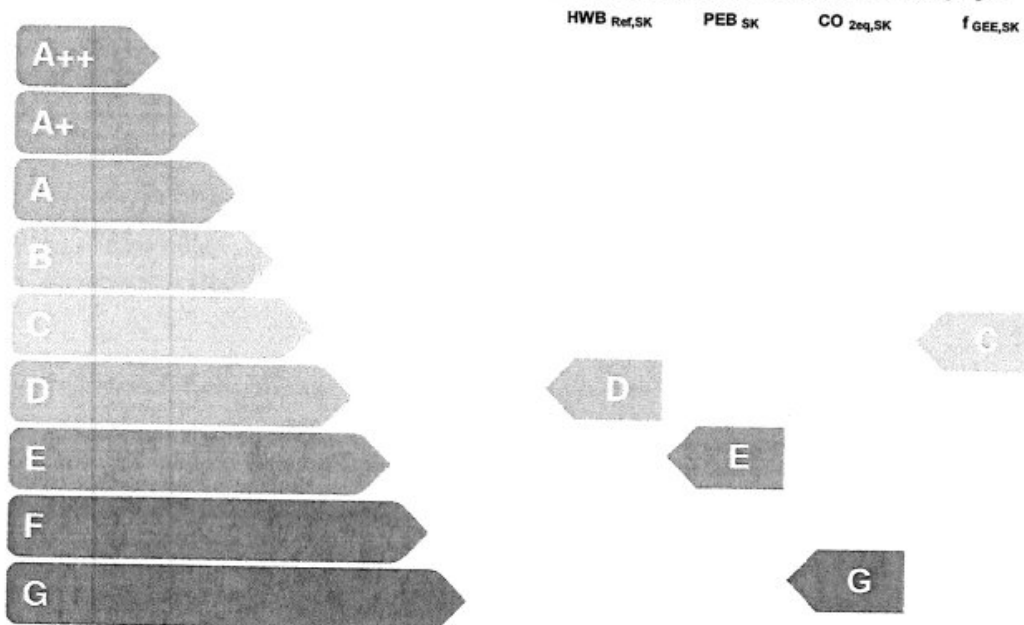 HWB Ref,SK PEB SK CO 2eq,SK f GEE,SK
A++
A+
A
B
C C
D D
E E
F
G G